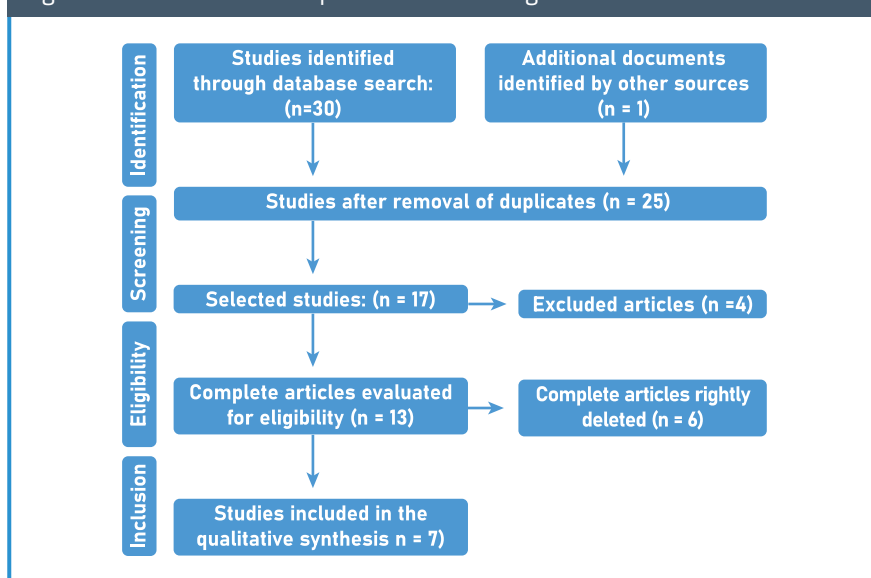 Identification
Studies identified
through database search:
(n=30)
Additional documents
identified by other sources
(n = 1)
Studies after removal of duplicates (n = 25)
Screening
Selected studies: (n = 17)
Excluded articles (n =4)
Eligibility
Complete articles evaluated
for eligibility (n = 13)
Complete articles rightly
deleted (n = 6)
Inclusion
Studies included in the
qualitative synthesis n = 7)